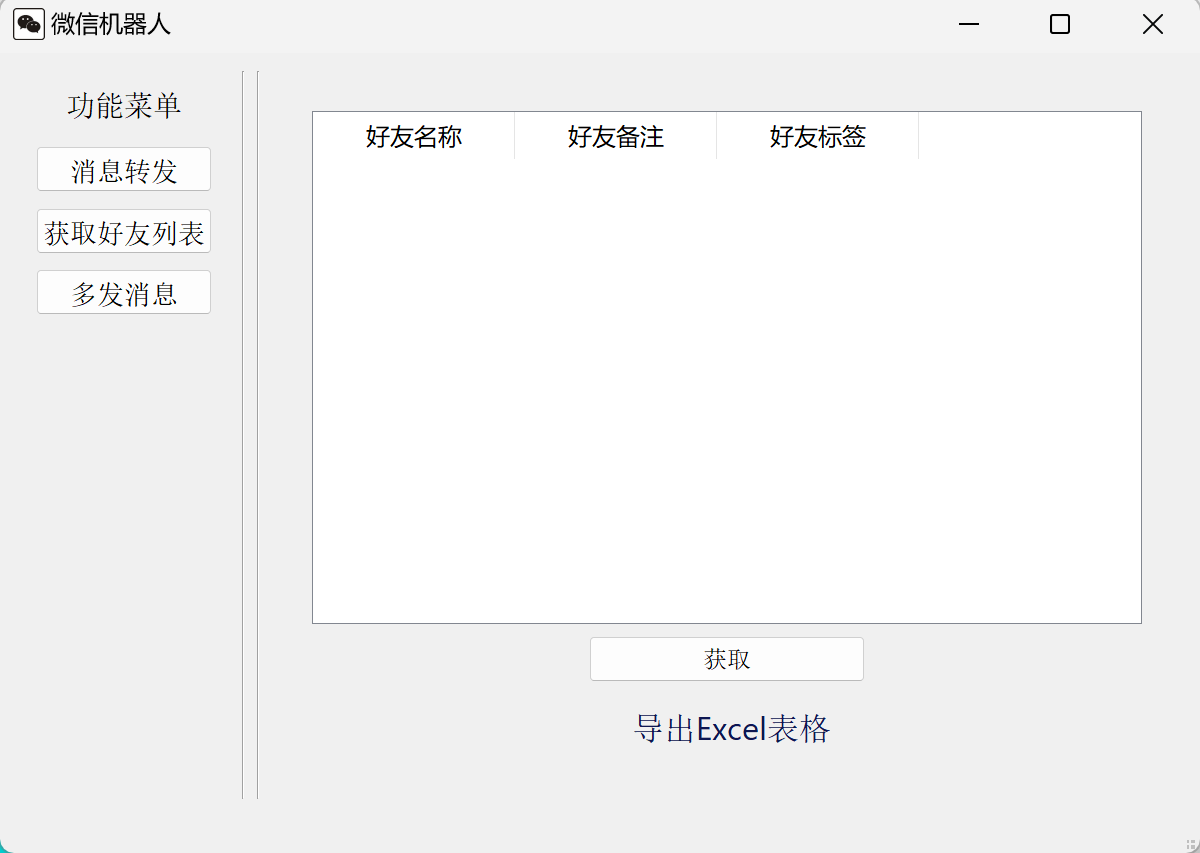 微信机器人
功能菜单
消息转发
获取好友列表
多发消息
好友名称 好友备注 好友标签
获取
导出Excel表格